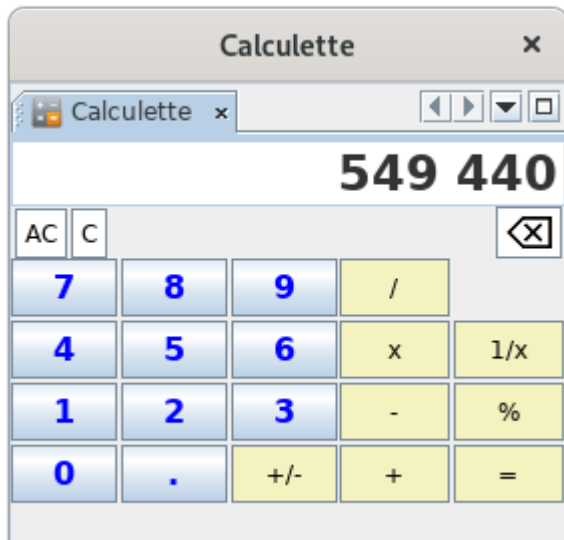 Calculette
Calculette
549 440
AC C
7 8 9 /
4 5 6 x 1/x
1 2 3 - %
0 . +/- + =